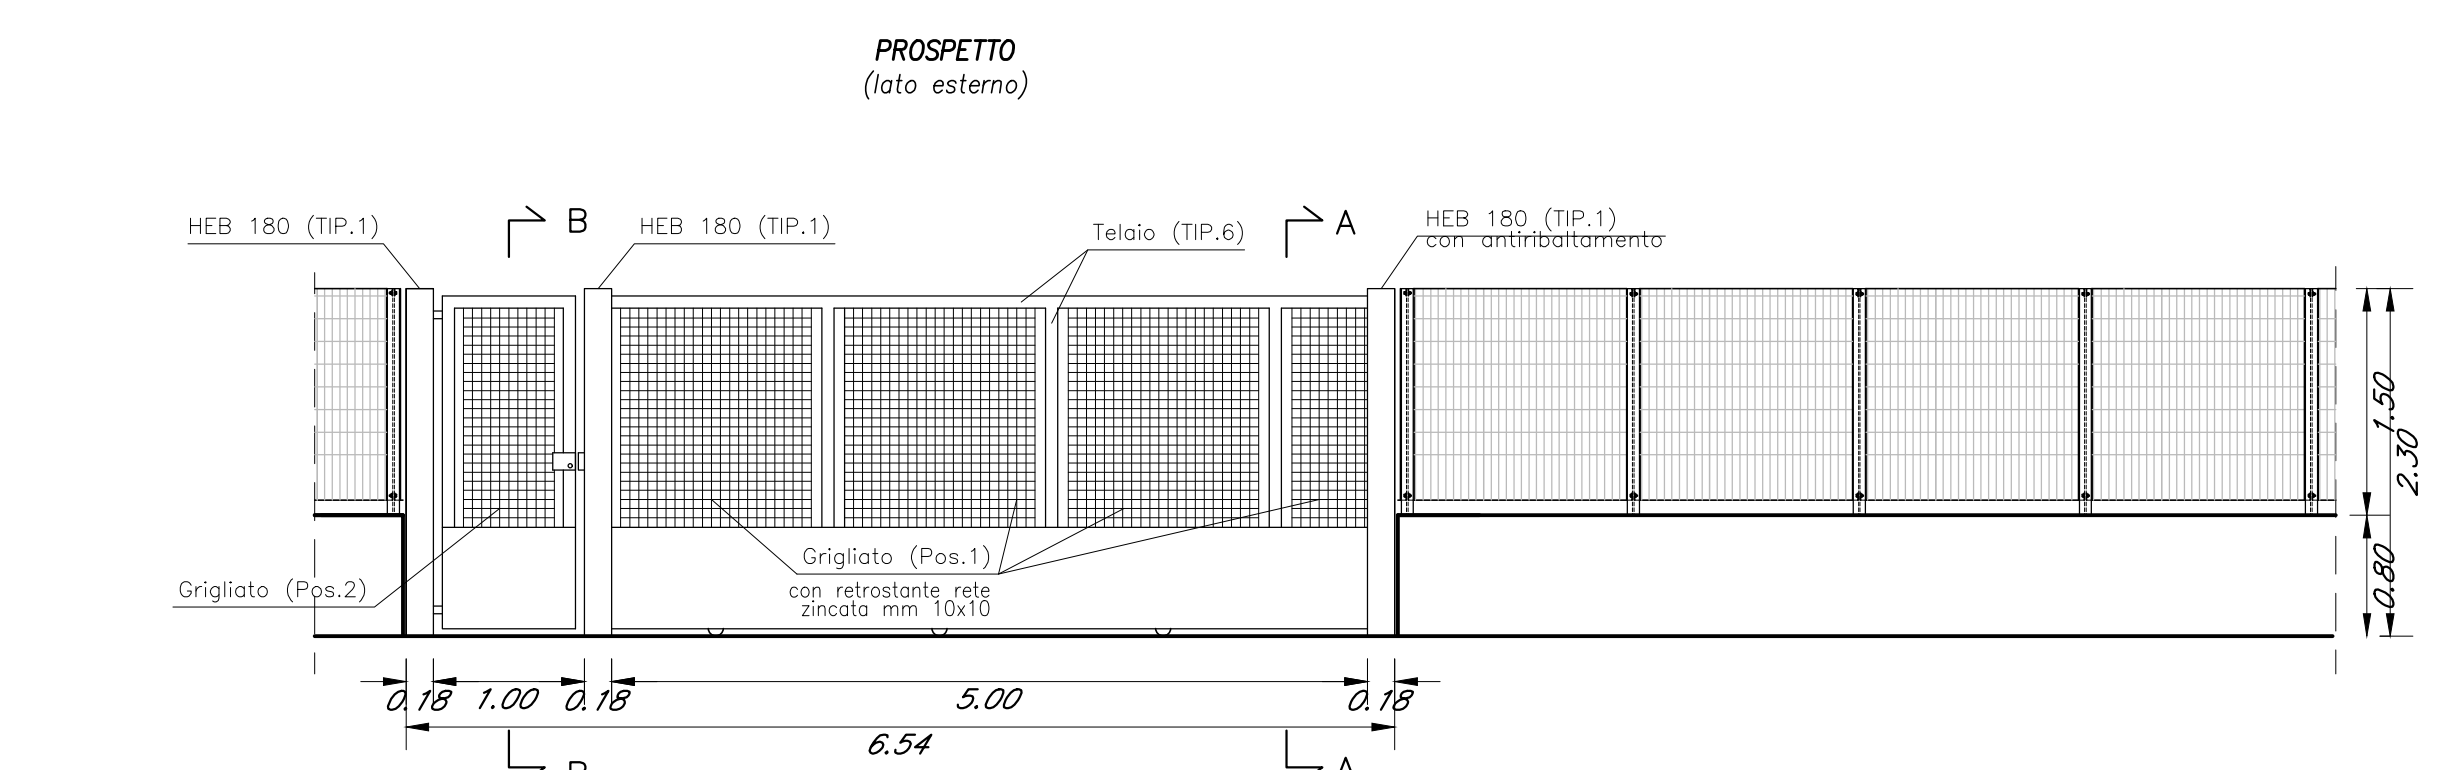 PROSPETTO
(lato esterno)
HEB 180 (TIP.1)
B
HEB 180 (TIP.1)
Telaio (TIP.6)
A
HEB 180 (TIP.1)
con antiribaltamento
1.50
2.30
0.80
Grigliato (Pos.1)
con retrostante rete
zincata mm 10x10
Grigliato (Pos.2)
0.18
1.00
0.18
5.00
0.18
6.54
B
A